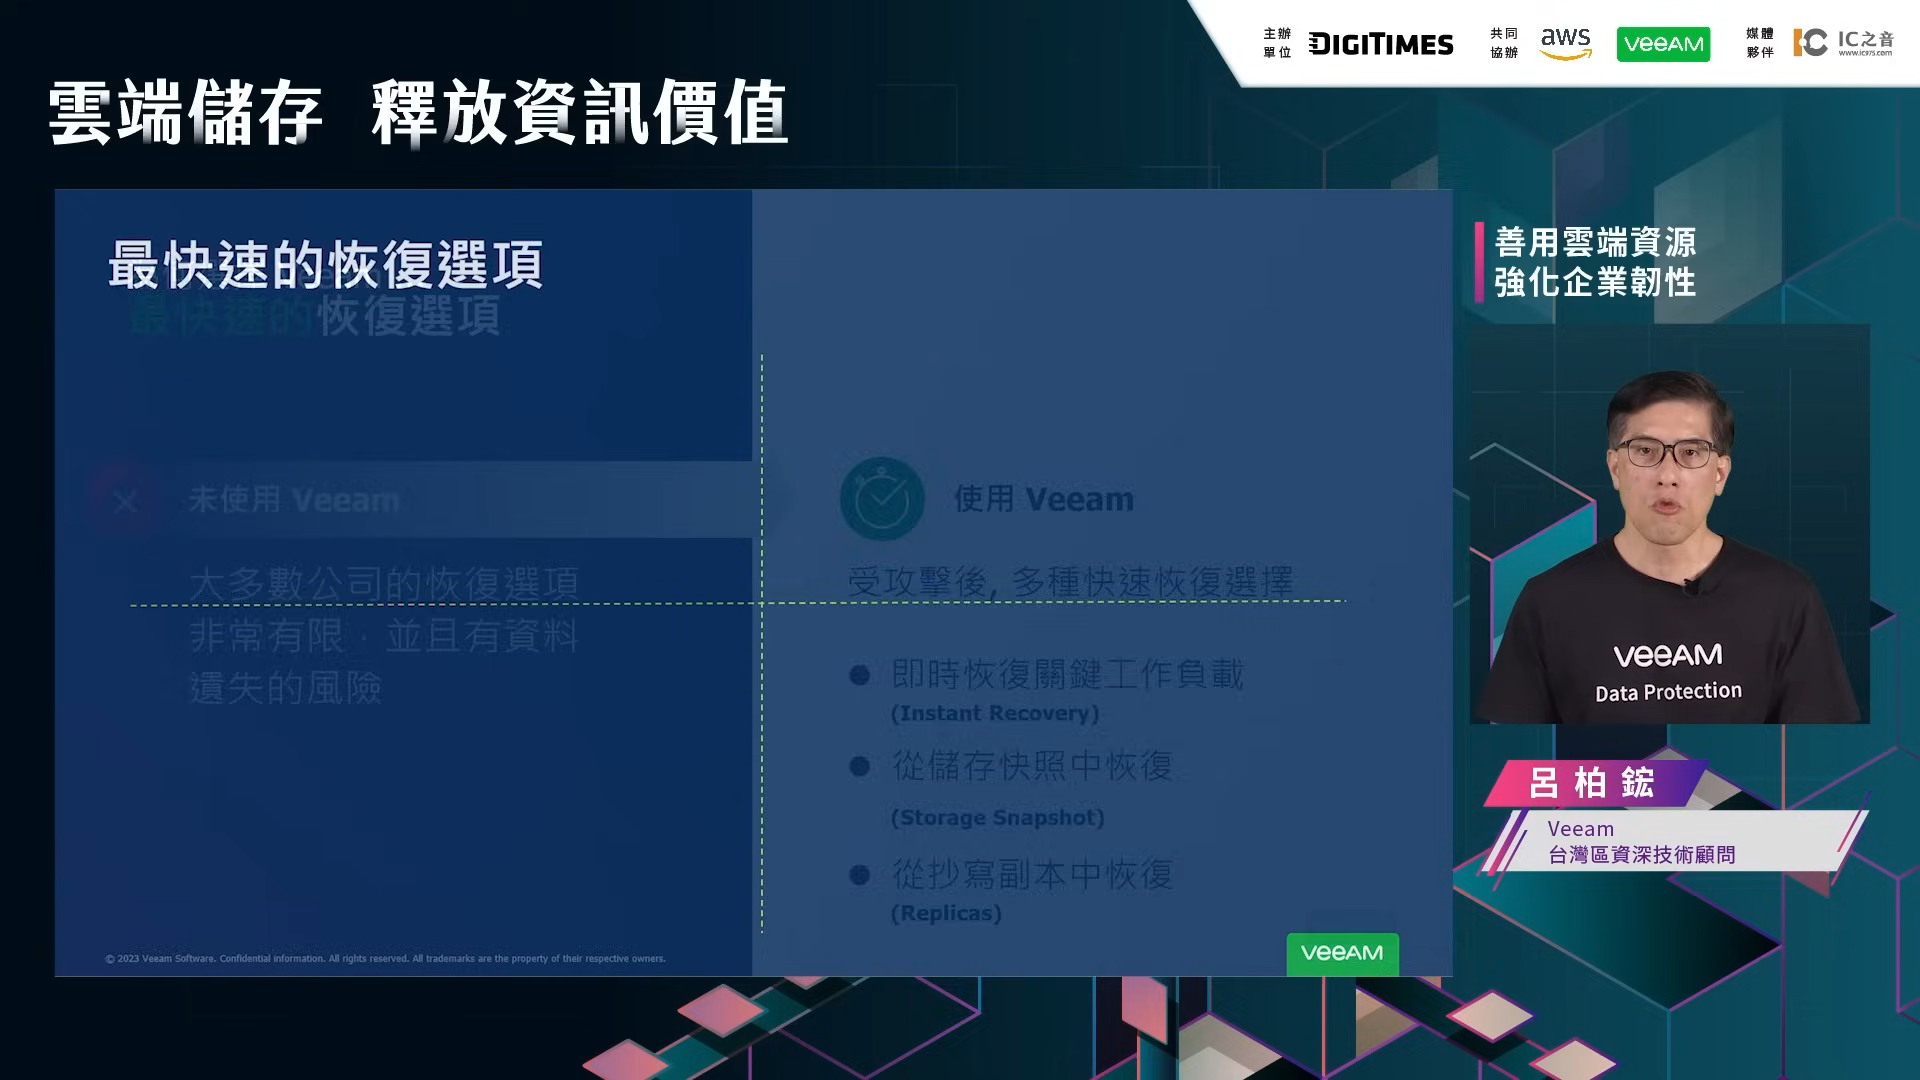 主辦
單位
DIGITIMES
共同
協辦
aws
veeAM
媒體
夥伴
IC之音
www.ic975.com
雲端儲存 釋放資訊價值
最快速的恢復選項
最快速的恢復選項
未使用 Veeam
大多數公司的恢復選項
非常有限，並且有資料
遺失的風險
使用 Veeam
受攻擊後, 多種快速恢復選擇
● 即時恢復關鍵工作負載
(Instant Recovery)
● 從儲存快照中恢復
(Storage Snapshot)
● 從抄寫副本中恢復
(Replicas)
© 2023 Veeam Software. Confidential information. All rights reserved. All trademarks are the property of their respective owners.
veeAM
善用雲端資源
強化企業韌性
veeAM
Data Protection
呂柏鋐
Veeam
台灣區資深技術顧問